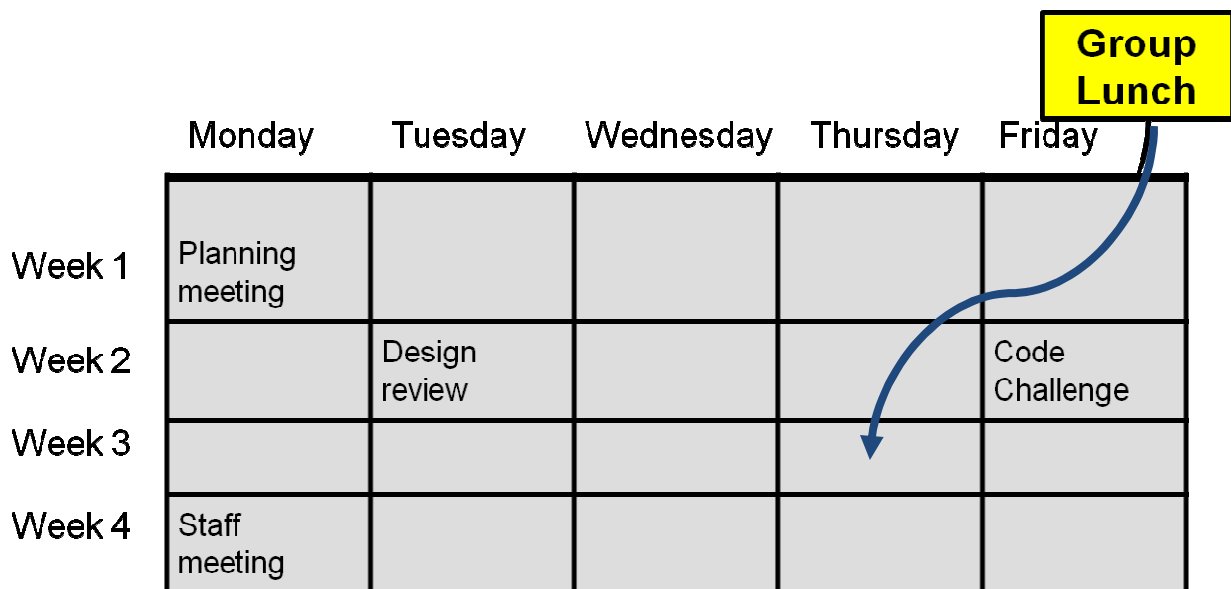 Group
Lunch
Monday Tuesday Wednesday Thursday Friday
Week 1
Planning
meeting
Week 2
Design
review
Code
Challenge
Week 3
Week 4
Staff
meeting